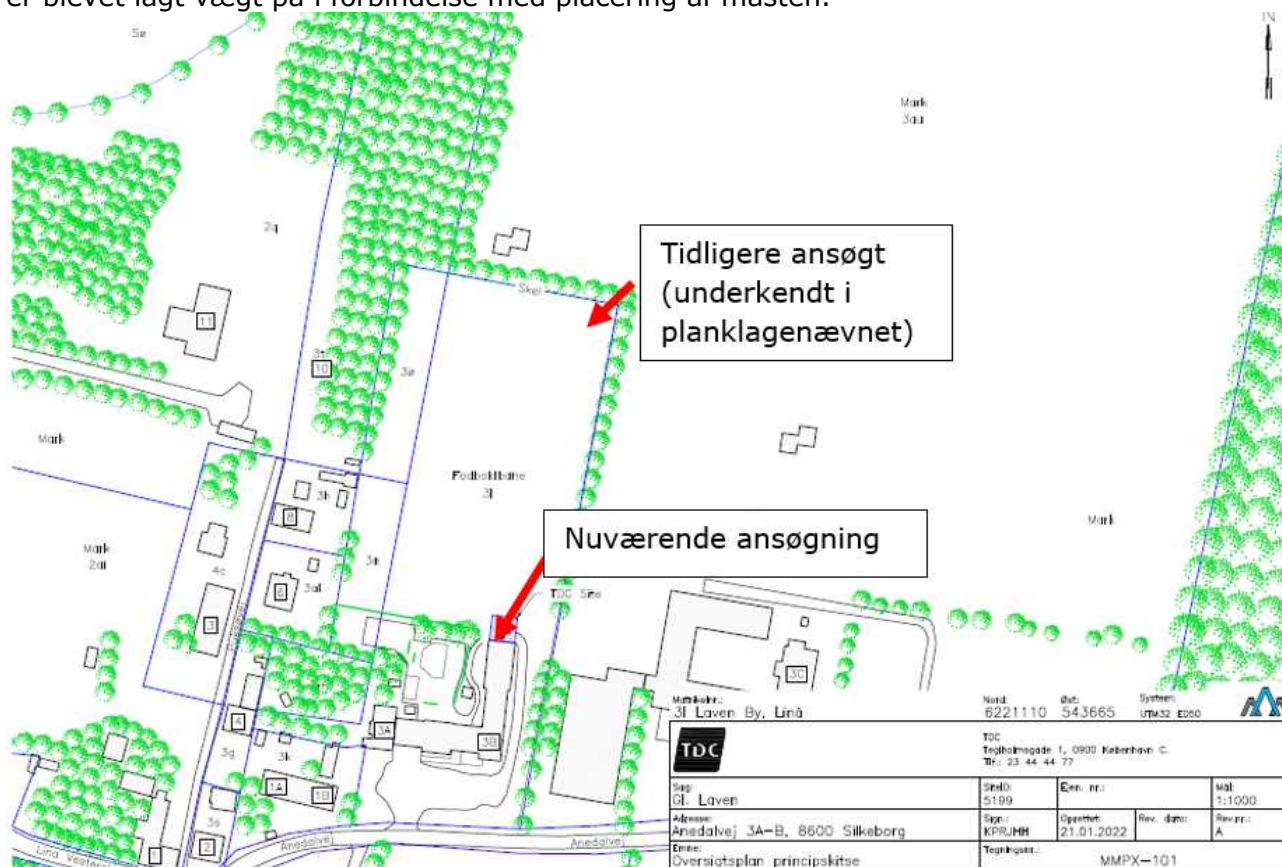 er blevet lagt vægt på i forbindelse med placering af masten.
Sø
N
Mark
3au
2q
Tidligere ansøgt
(underkendt i
planklagenævnet)
Skel
11
10
3ø
Mark
Fodboldbane
3l
3h
8
Nuværende ansøgning
Mark
Mark
2ai
4c
3al
6
TDC Site
3
3C
4
3A
3B
3g
3k
1A
1B
3s
2
1
Anedalvej
Anedalvej
Matrikelnr.:
3l Laven By, Linå
Nord:
6221110
Øst:
543665
System:
UTM32 ED50
TDC
TDC
Teglholmsgade 1, 0900 København C.
Tlf.: 23 44 44 77
Sag:
Gl. Laven
SiteID:
5199
Ejen. nr.:
Mål:
1:1000
Adresse:
Anedalvej 3A-B, 8600 Silkeborg
Sign.:
KPRJHH
Oprettet:
21.01.2022
Rev. dato:
Rev.nr.:
A
Emne:
Oversigtsplan principskitse
Tegningsnr.:
MMPX-101